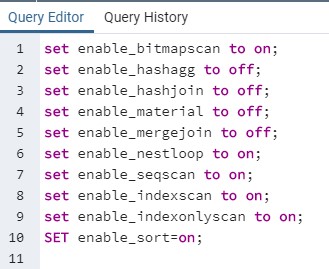 Query Editor Query History
1 set enable_bitmapscan to on;
2 set enable_hashagg to off;
3 set enable_hashjoin to off;
4 set enable_material to off;
5 set enable_mergejoin to off;
6 set enable_nestloop to on;
7 set enable_seqscan to on;
8 set enable_indexscan to on;
9 set enable_indexonlyscan to on;
10 SET enable_sort=on;
11